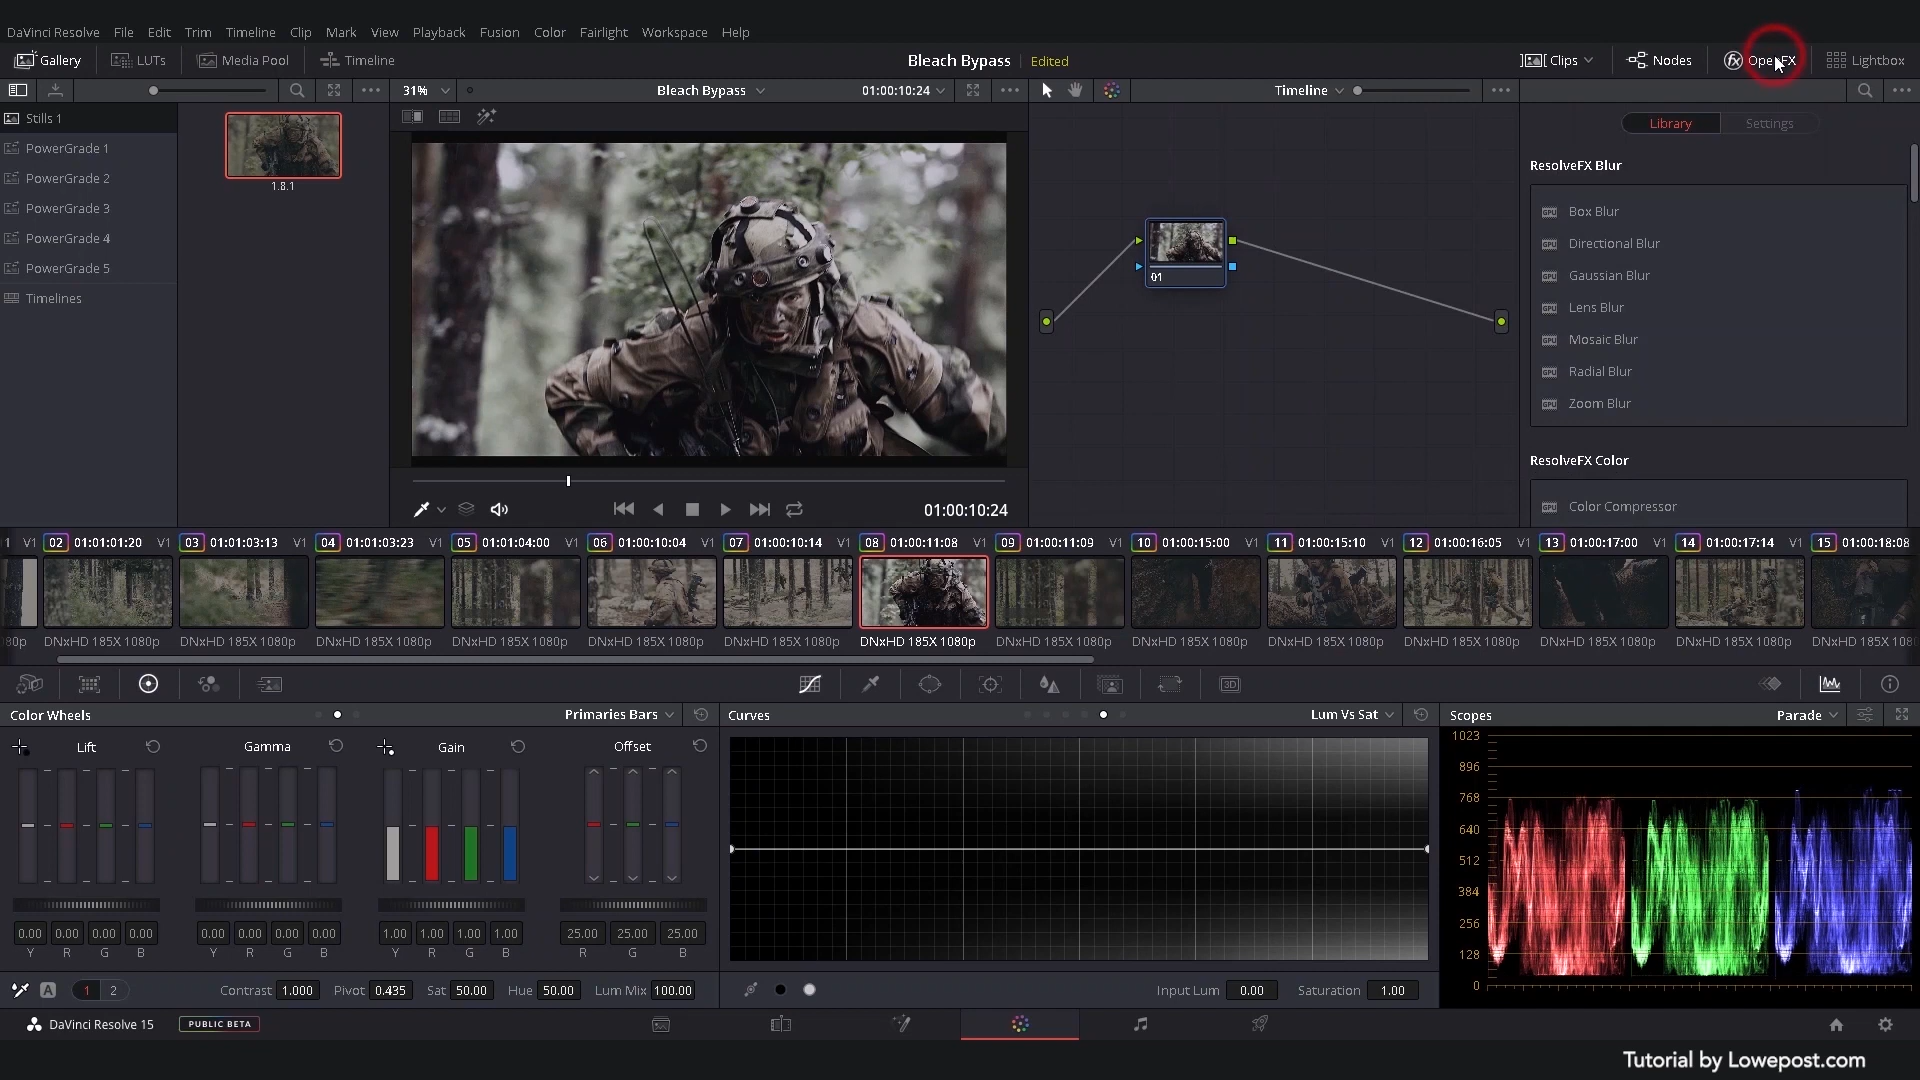 DaVinci Resolve File Edit Trim Timeline Clip Mark View Playback Fusion Color Fairlight Workspace Help
Gallery LUTs Media Pool Timeline Bleach Bypass Edited Clips Nodes OpenFX Lightbox
31% Bleach Bypass 01:00:10:24 Timeline
Stills 1
PowerGrade 1
PowerGrade 2
PowerGrade 3
PowerGrade 4
PowerGrade 5
Timelines
1.8.1
01
01:00:10:24
Library Settings
ResolveFX Blur
GPU Box Blur
GPU Directional Blur
GPU Gaussian Blur
GPU Lens Blur
GPU Mosaic Blur
GPU Radial Blur
GPU Zoom Blur
ResolveFX Color
GPU Color Compressor
1 V1 02 01:01:01:20 V1 03 01:01:03:13 V1 04 01:01:03:23 V1 05 01:01:04:00 V1 06 01:00:10:04 V1 07 01:00:10:14 V1 08 01:00:11:08 V1 09 01:00:11:09 V1 10 01:00:15:00 V1 11 01:00:15:10 V1 12 01:00:16:05 V1 13 01:00:17:00 V1 14 01:00:17:14 V1 15 01:00:18:08
080p DNxHD 185X 1080p DNxHD 185X 1080p DNxHD 185X 1080p DNxHD 185X 1080p DNxHD 185X 1080p DNxHD 185X 1080p DNxHD 185X 1080p DNxHD 185X 1080p DNxHD 185X 1080p DNxHD 185X 1080p DNxHD 185X 1080p DNxHD 185X 1080p DNxHD 185X 1080p DNxHD 185X 108
3D
Color Wheels Primaries Bars
Lift Gamma Gain Offset
0.00 0.00 0.00 0.00 0.00 0.00 0.00 0.00 1.00 1.00 1.00 1.00 25.00 25.00 25.00
Y R G B Y R G B Y R G B R G B
A 1 2 Contrast 1.000 Pivot 0.435 Sat 50.00 Hue 50.00 Lum Mix 100.00
Curves Lum Vs Sat
Input Lum 0.00 Saturation 1.00
Scopes Parade
1023
896
768
640
512
384
256
128
0
DaVinci Resolve 15 PUBLIC BETA
Tutorial by Lowepost.com